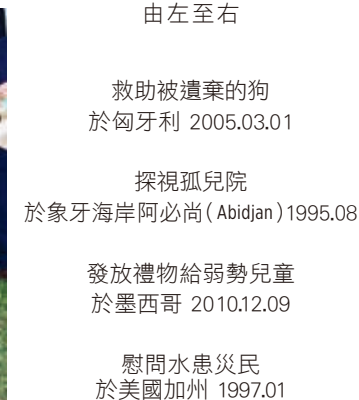 由左至右
救助被遺棄的狗
於匈牙利 2005.03.01
探視孤兒院
於象牙海岸阿必尚(Abidjan)1995.08
發放禮物給弱勢兒童
於墨西哥 2010.12.09
慰問水患災民
於美國加州 1997.01